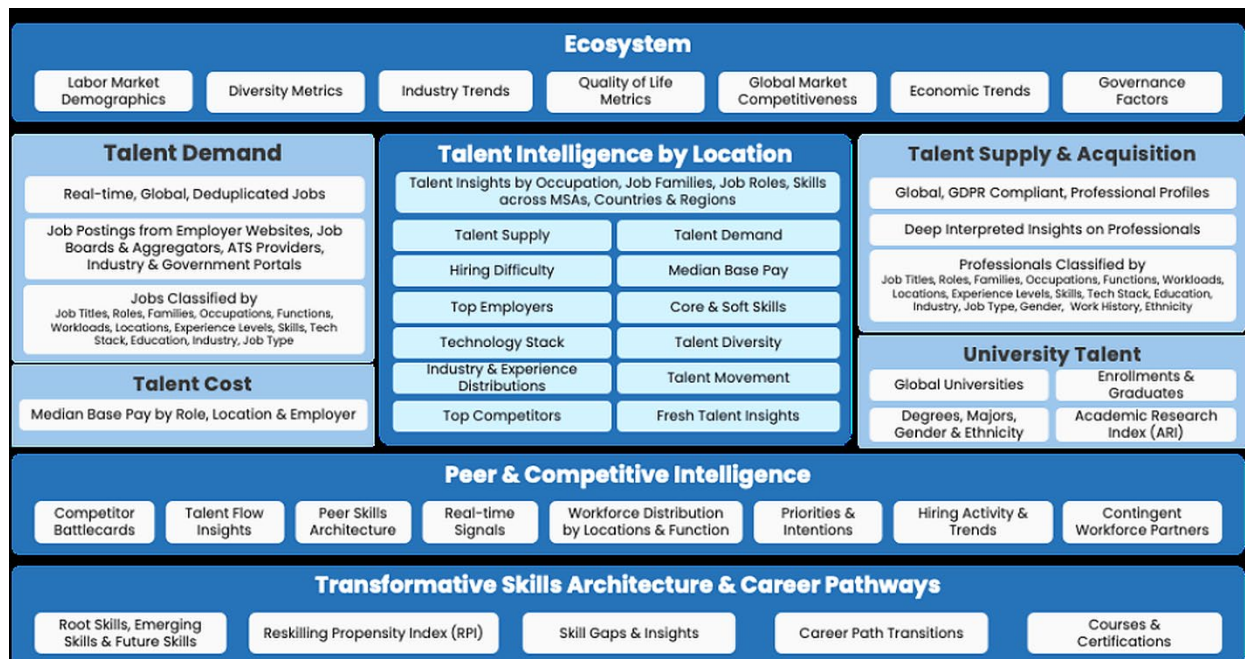 Ecosystem
Labor Market
Demographics
Diversity Metrics
Industry Trends
Quality of Life
Metrics
Global Market
Competitiveness
Economic Trends
Governance
Factors
Talent Demand
Real-time, Global, Deduplicated Jobs
Job Postings from Employer Websites, Job
Boards & Aggregators, ATS Providers,
Industry & Government Portals
Jobs Classified by
Job Titles, Roles, Families, Occupations, Functions,
Workloads, Locations, Experience Levels, Skills, Tech
Stack, Education, Industry, Job Type
Talent Cost
Median Base Pay by Role, Location & Employer
Talent Intelligence by Location
Talent Insights by Occupation, Job Families, Job Roles, Skills
across MSAs, Countries & Regions
Talent Supply
Talent Demand
Hiring Difficulty
Median Base Pay
Top Employers
Core & Soft Skills
Technology Stack
Talent Diversity
Industry & Experience
Distributions
Talent Movement
Top Competitors
Fresh Talent Insights
Talent Supply & Acquisition
Global, GDPR Compliant, Professional Profiles
Deep Interpreted Insights on Professionals
Professionals Classified by
Job Titles, Roles, Families, Occupations, Functions, Workloads,
Locations, Experience Levels, Skills, Tech Stack, Education,
Industry, Job Type, Gender, Work History, Ethnicity
University Talent
Global Universities
Enrollments &
Graduates
Degrees, Majors,
Gender & Ethnicity
Academic Research
Index (ARI)
Peer & Competitive Intelligence
Competitor
Battlecards
Talent Flow
Insights
Peer Skills
Architecture
Real-time
Signals
Workforce Distribution
by Locations & Function
Priorities &
Intentions
Hiring Activity &
Trends
Contingent
Workforce Partners
Transformative Skills Architecture & Career Pathways
Root Skills, Emerging
Skills & Future Skills
Reskilling Propensity Index (RPI)
Skill Gaps & Insights
Career Path Transitions
Courses &
Certifications